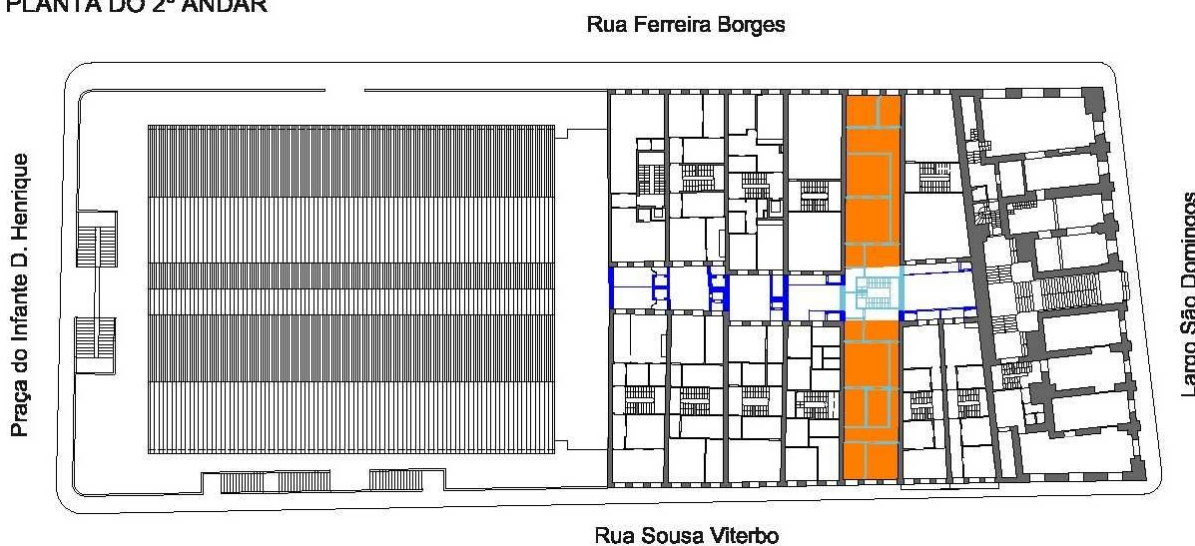 PLANTA DO 2º ANDAR
Rua Ferreira Borges
Praça do Infante D. Henrique
Largo São Domingos
Rua Sousa Viterbo